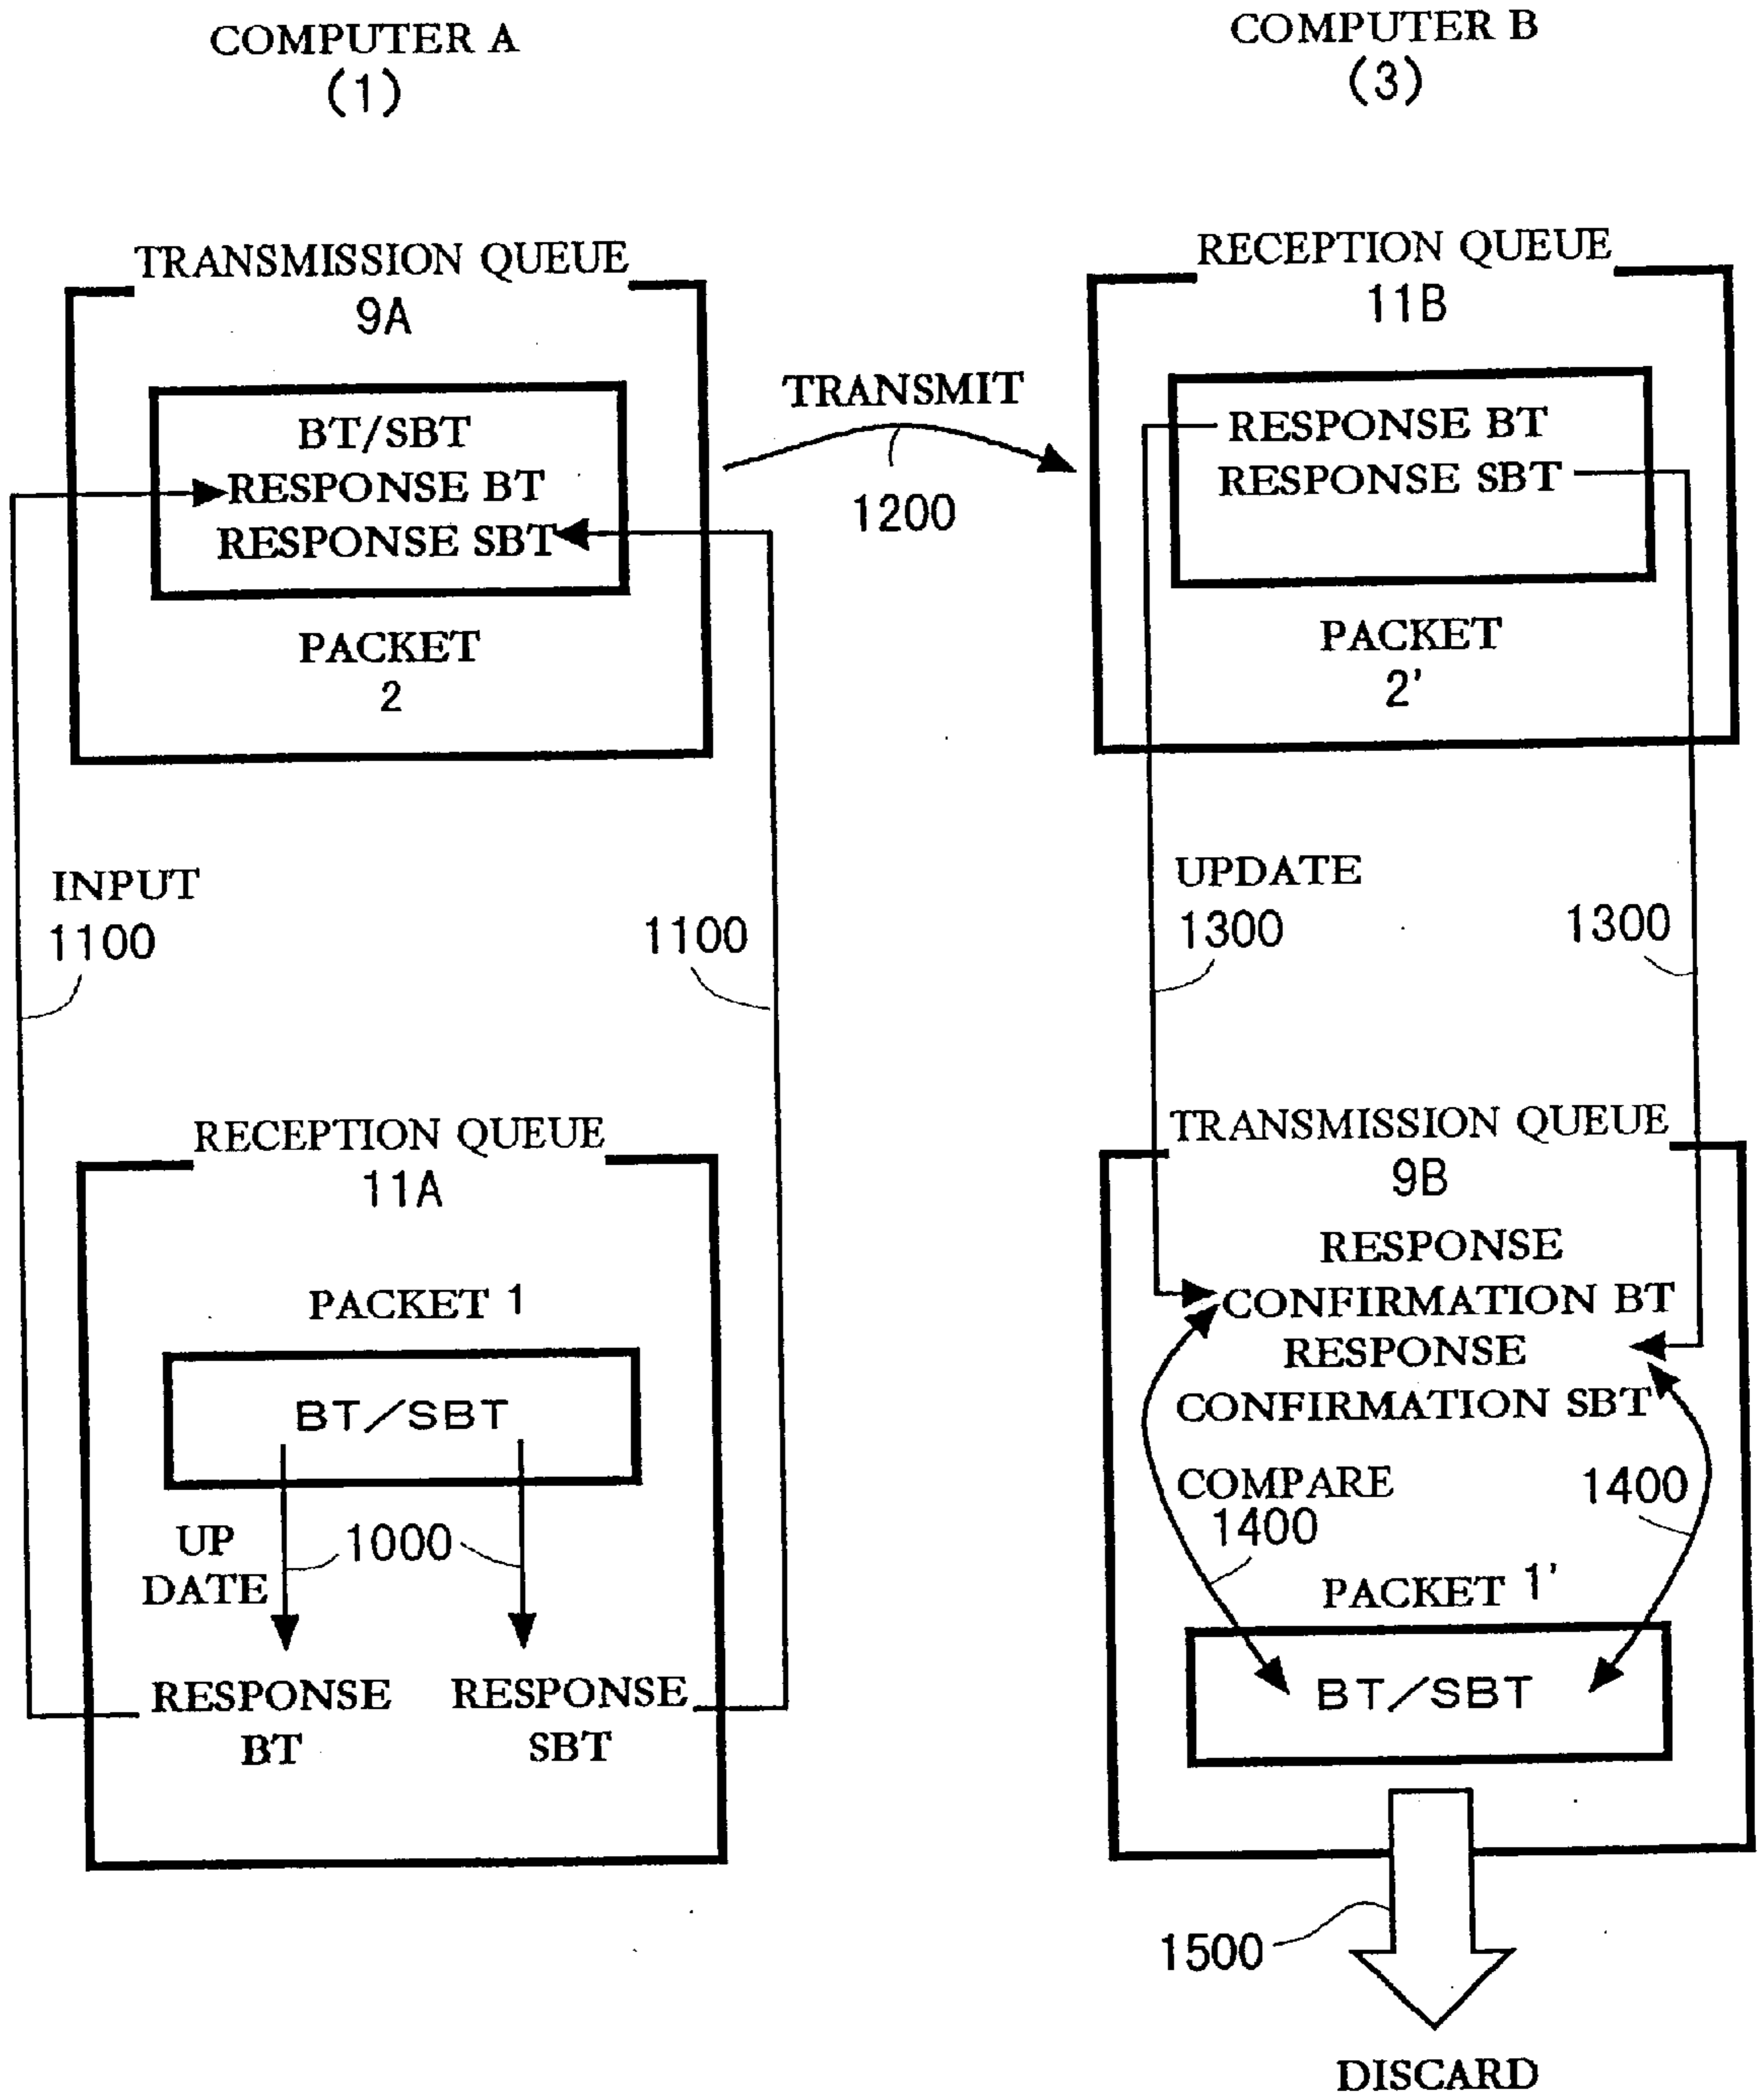 COMPUTER A
(1)
COMPUTER B
(3)
TRANSMISSION QUEUE
9A
BT/SBT
RESPONSE BT
RESPONSE SBT
PACKET
2
TRANSMIT
1200
RECEPTION QUEUE
11B
RESPONSE BT
RESPONSE SBT
PACKET
2'
INPUT
1100
1100
UPDATE
1300
1300
RECEPTION QUEUE
11A
PACKET 1
BT/SBT
UP
DATE
1000
RESPONSE
BT
RESPONSE
SBT
TRANSMISSION QUEUE
9B
RESPONSE
CONFIRMATION BT
RESPONSE
CONFIRMATION SBT
COMPARE
1400
1400
PACKET 1'
BT/SBT
1500
DISCARD